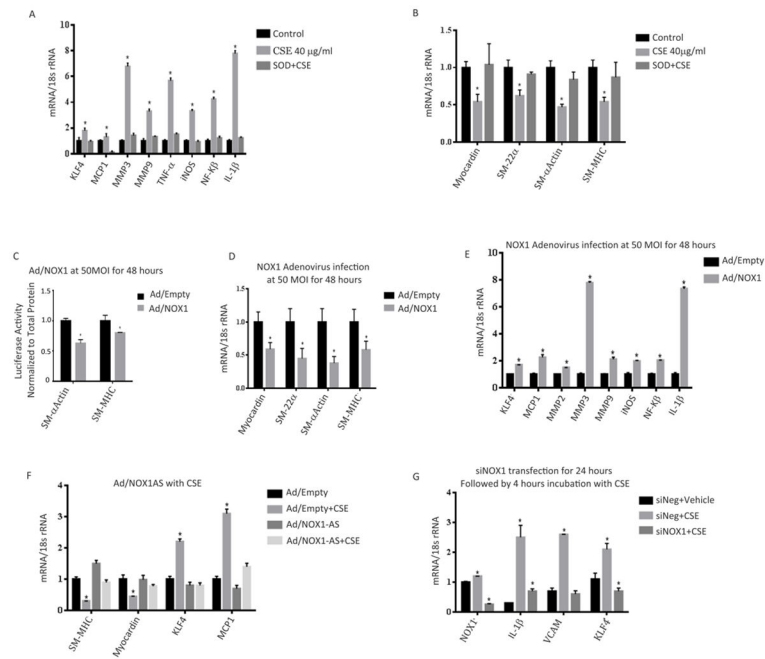 A
Control
CSE 40 µg/ml
SOD+CSE
mRNA/18s rRNA
10
8
6
4
2
0
* * * * * * * *
KLF4 MCP1 MMP3 MMP9 TNF-α iNOS NF-Kβ IL-1β
B
Control
CSE 40µg/ml
SOD+CSE
mRNA/18s rRNA
1.5
1.0
0.5
0.0
* * * *
Myocardin SM-22α SM-αActin SM-MHC
C
Ad/NOX1 at 50MOI for 48 hours
Ad/Empty
Ad/NOX1
Luciferase Activity
Normalized to Total Protein
1.5
1.0
0.5
0
* *
SM-αActin SM-MHC
D
NOX1 Adenovirus infection
at 50 MOI for 48 hours
Ad/Empty
Ad/NOX1
mRNA/18s rRNA
1.5
1.0
0.5
0.0
* * * *
Myocardin SM-22α SM-αActin SM-MHC
E
NOX1 Adenovirus infection at 50 MOI for 48 hours
Ad/Empty
Ad/NOX1
mRNA/18s rRNA
10
8
6
4
2
0
* * * * * * * *
KLF4 MCP1 MMP2 MMP3 MMP9 iNOS NF-Kβ IL-1β
F
Ad/NOX1AS with CSE
Ad/Empty
Ad/Empty+CSE
Ad/NOX1-AS
Ad/NOX1-AS+CSE
mRNA/18s rRNA
4
3
2
1
0
* * * *
SM-MHC Myocardin KLF4 MCP1
G
siNOX1 transfection for 24 hours
Followed by 4 hours incubation with CSE
siNeg+Vehicle
siNeg+CSE
siNOX1+CSE
mRNA/18s rRNA
4
3
2
1
0
* * * * * * *
NOX1 IL-1β VCAM KLF4